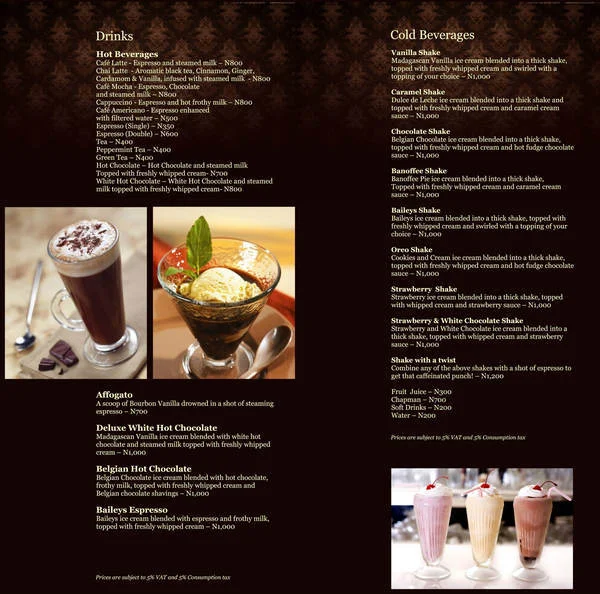 Drinks
Hot Beverages
Café Latte - Espresso and steamed milk – N800
Chai Latte - Aromatic black tea, Cinnamon, Ginger,
Cardamom & Vanilla, infused with steamed milk - N800
Café Mocha - Espresso, Chocolate
and steamed milk – N800
Cappuccino - Espresso and hot frothy milk – N800
Café Americano - Espresso enhanced
with filtered water – N500
Espresso (Single) – N350
Espresso (Double) – N600
Tea – N400
Peppermint Tea – N400
Green Tea – N400
Hot Chocolate – Hot Chocolate and steamed milk
Topped with freshly whipped cream- N700
White Hot Chocolate – White Hot Chocolate and steamed
milk topped with freshly whipped cream- N800
Affogato
A scoop of Bourbon Vanilla drowned in a shot of steaming
espresso – N700
Deluxe White Hot Chocolate
Madagascan Vanilla ice cream blended with white hot
chocolate and steamed milk topped with freshly whipped
cream – N1,000
Belgian Hot Chocolate
Belgian Chocolate ice cream blended with hot chocolate,
frothy milk, topped with freshly whipped cream and
Belgian chocolate shavings – N1,000
Baileys Espresso
Baileys ice cream blended with espresso and frothy milk,
topped with freshly whipped cream – N1,000
Prices are subject to 5% VAT and 5% Consumption tax
Cold Beverages
Vanilla Shake
Madagascan Vanilla ice cream blended into a thick shake,
topped with freshly whipped cream and swirled with a
topping of your choice – N1,000
Caramel Shake
Dulce de Leche ice cream blended into a thick shake and
topped with freshly whipped cream and caramel cream
sauce – N1,000
Chocolate Shake
Belgian Chocolate ice cream blended into a thick shake,
topped with freshly whipped cream and hot fudge chocolate
sauce – N1,000
Banoffee Shake
Banoffee Pie ice cream blended into a thick shake,
Topped with freshly whipped cream and caramel cream
sauce – N1,000
Baileys Shake
Baileys ice cream blended into a thick shake, topped with
freshly whipped cream and swirled with a topping of your
choice – N1,000
Oreo Shake
Cookies and Cream ice cream blended into a thick shake,
topped with freshly whipped cream and hot fudge chocolate
sauce – N1,000
Strawberry Shake
Strawberry ice cream blended into a thick shake, topped
with whipped cream and strawberry sauce – N1,000
Strawberry & White Chocolate Shake
Strawberry and White Chocolate ice cream blended into a
thick shake, topped with whipped cream and strawberry
sauce – N1,000
Shake with a twist
Combine any of the above shakes with a shot of espresso to
get that caffeinated punch! – N1,200
Fruit Juice – N300
Chapman – N700
Soft Drinks – N200
Water – N200
Prices are subject to 5% VAT and 5% Consumption tax